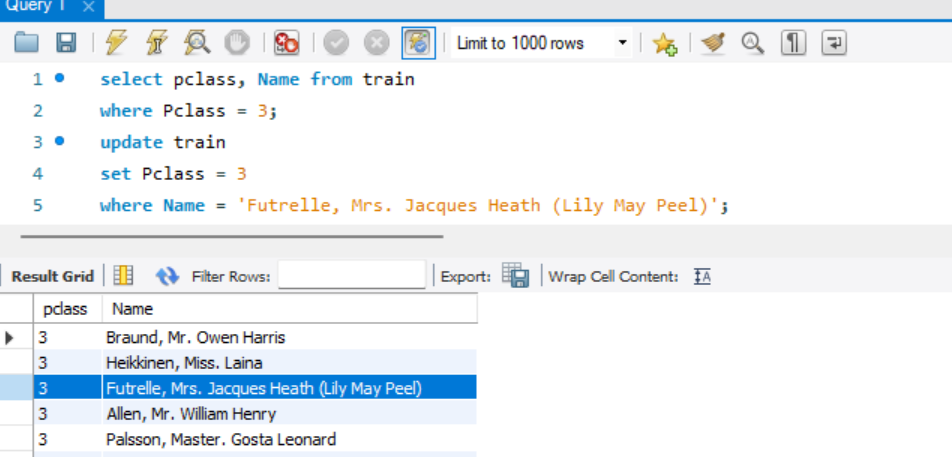 Query 1 ×
Limit to 1000 rows
1 select pclass, Name from train
2 where Pclass = 3;
3 update train
4 set Pclass = 3
5 where Name = 'Futrelle, Mrs. Jacques Heath (Lily May Peel)';
Result Grid Filter Rows: Export: Wrap Cell Content:
pclass Name
3 Braund, Mr. Owen Harris
3 Heikkinen, Miss. Laina
3 Futrelle, Mrs. Jacques Heath (Lily May Peel)
3 Allen, Mr. William Henry
3 Palsson, Master. Gosta Leonard